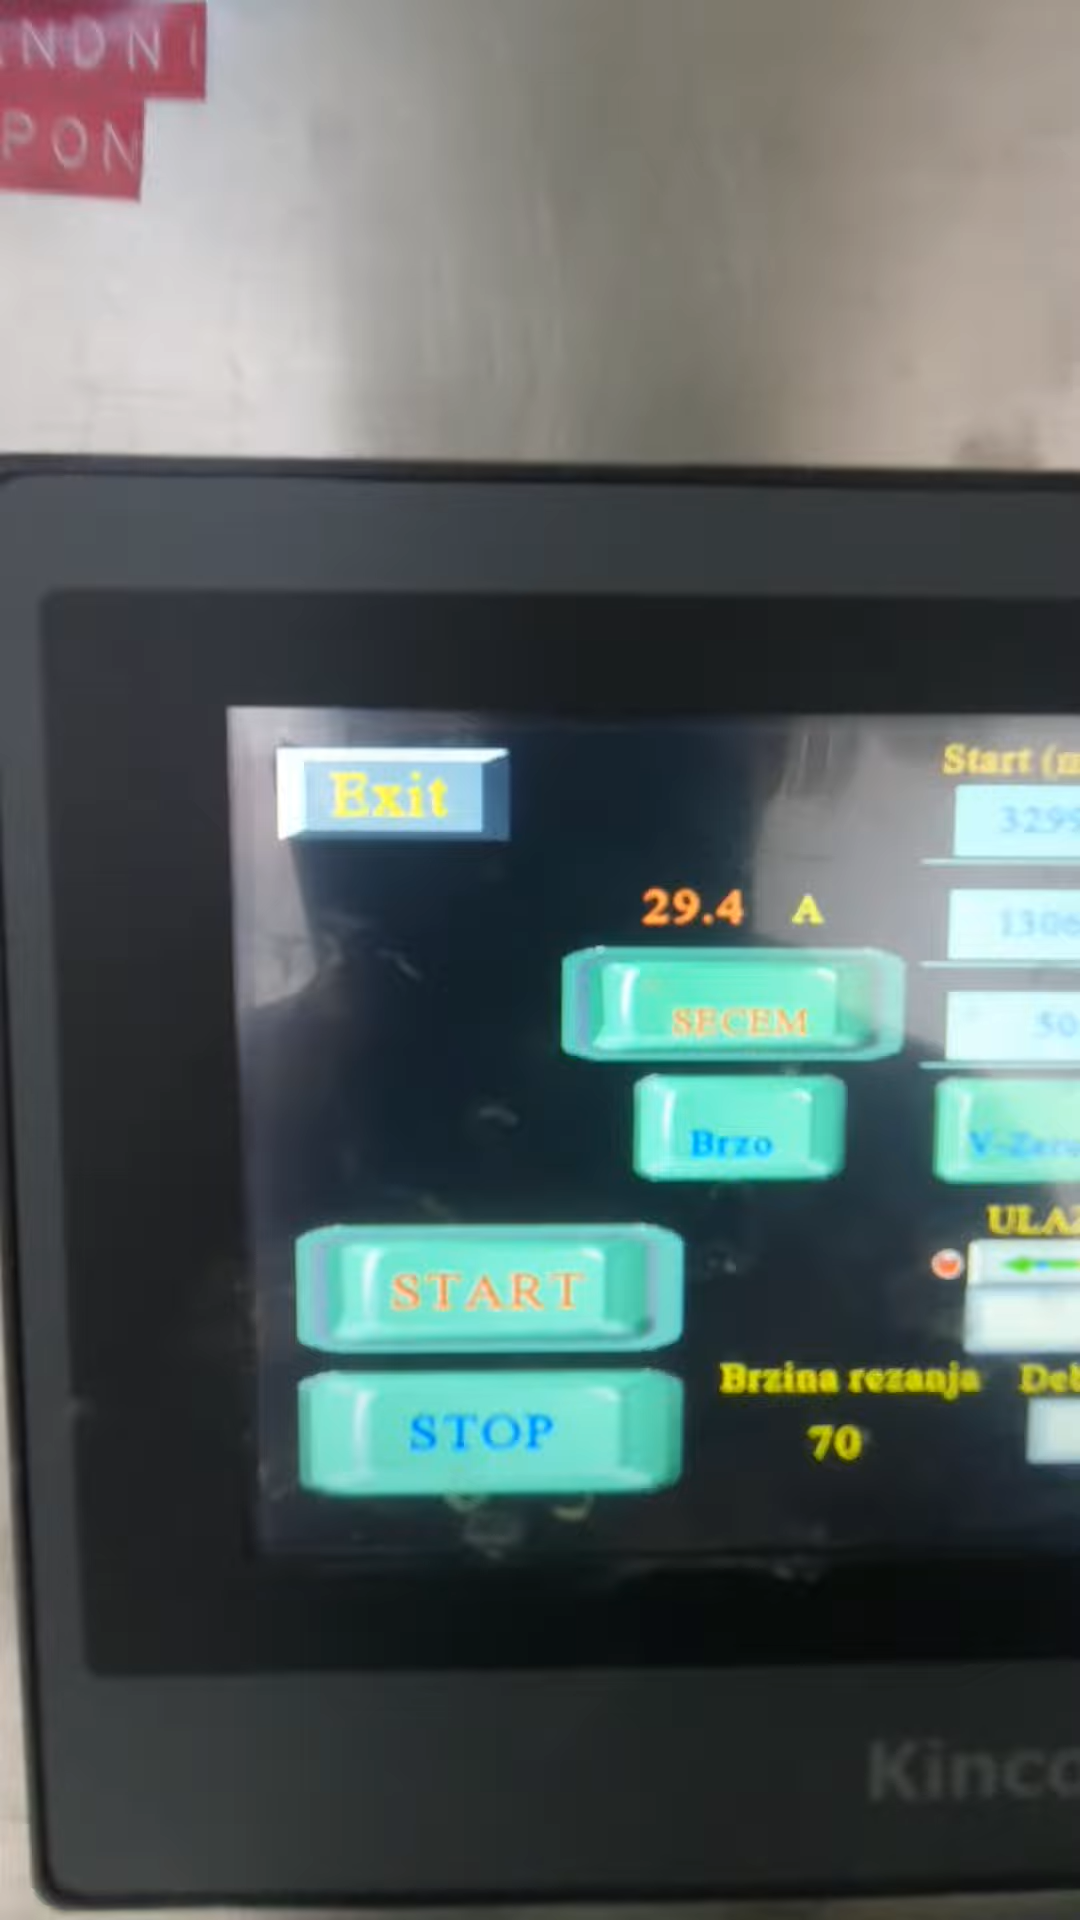 NDNI
PON
Exit
Start (m
3299
29.4 A
1306
SECEM
50
Brzo
V-Zero
ULAZ
START
Brzina rezanja
Deb
STOP
70
Kinco